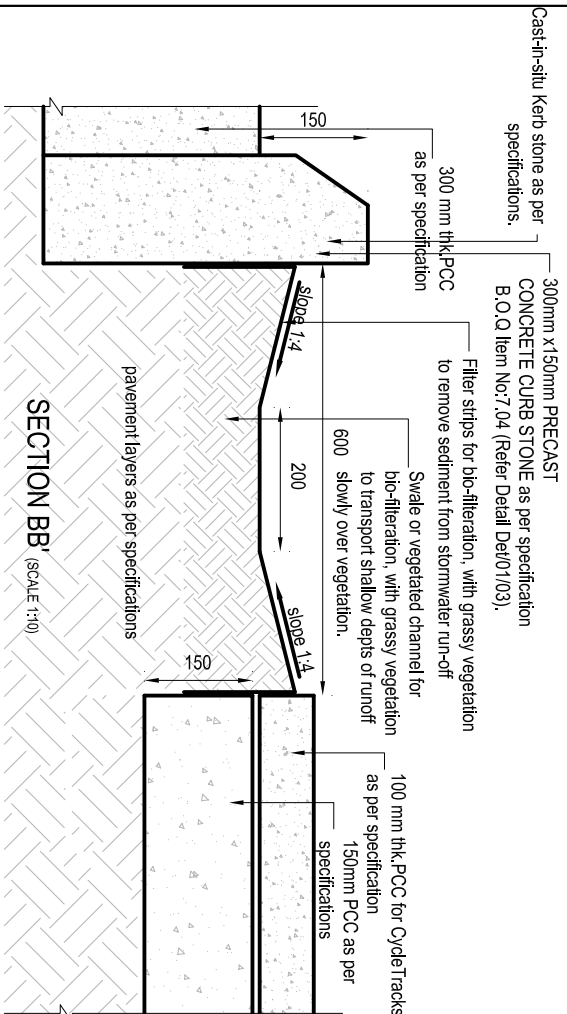 Cast-in-situ Kerb stone as per
specifications.
300mm x150mm PRECAST
CONCRETE CURB STONE as per specification
B.O.Q Item No:7.04 (Refer Detail Det/01/03).
300 mm thk.PCC
as per specification
150
Filter strips for bio-filteration, with grassy vegetation
to remove sediment from stormwater run-off
Swale or vegetated channel for
bio-filteration, with grassy vegetation
to transport shallow depts of runoff
slowly over vegetation.
600
200
slope 1:4
slope 1:4
150
100 mm thk.PCC for CycleTracks
as per specification
150mm PCC as per
specifications
pavement layers as per specifications
SECTION BB' (SCALE 1:10)